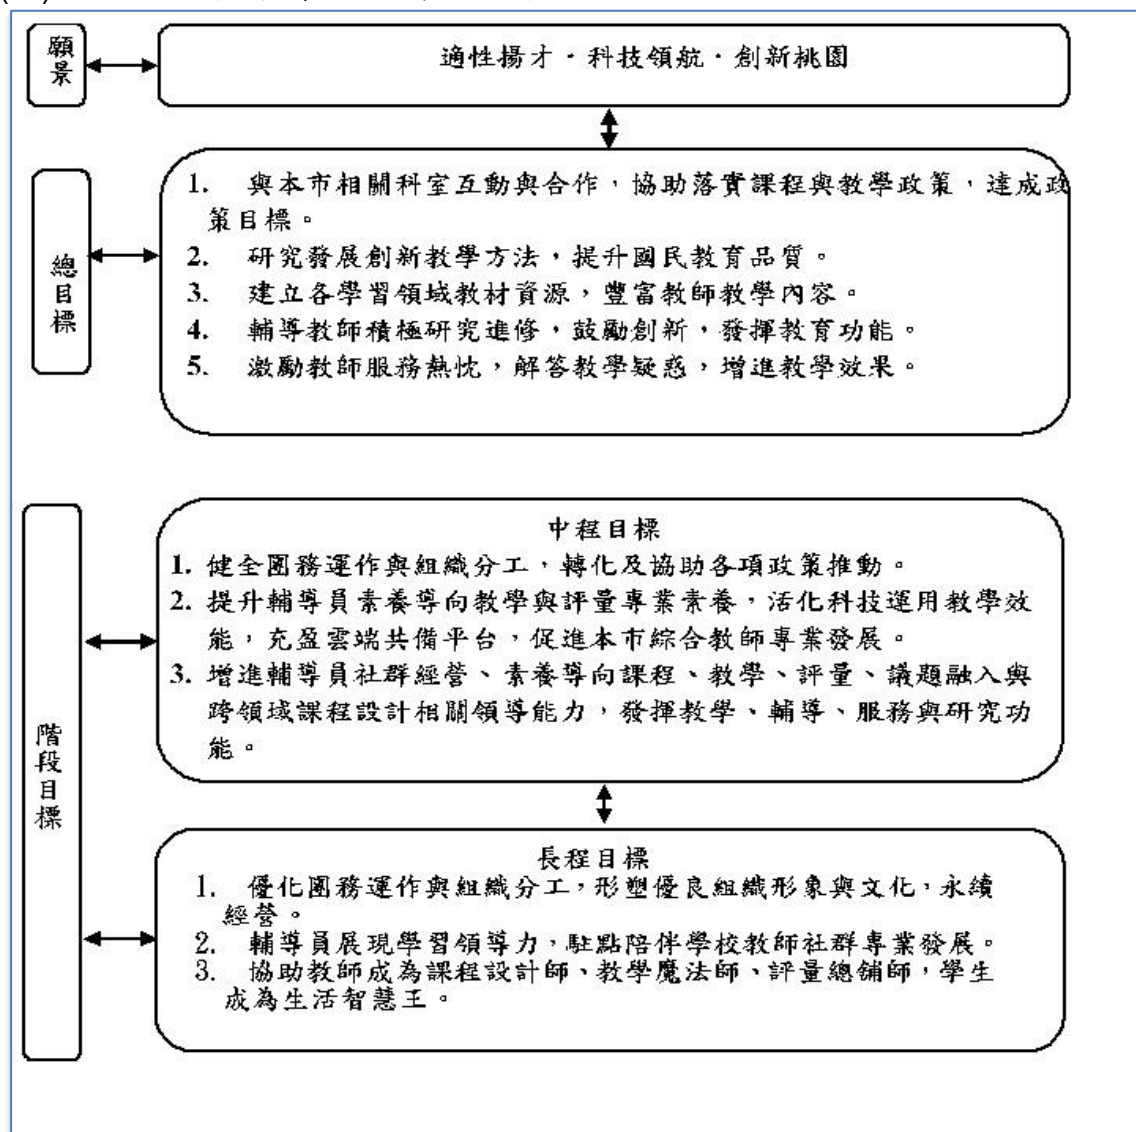 願景
適性揚才‧科技領航‧創新桃園
總目標
1. 與本市相關科室互動與合作,協助落實課程與教學政策,達成政
策目標。
2. 研究發展創新教學方法,提升國民教育品質。
3. 建立各學習領域教材資源,豐富教師教學內容。
4. 輔導教師積極研究進修,鼓勵創新,發揮教育功能。
5. 激勵教師服務熱忱,解答教學疑惑,增進教學效果。
階段目標
中程目標
1. 健全團務運作與組織分工,轉化及協助各項政策推動。
2. 提升輔導員素養導向教學與評量專業素養,活化科技運用教學效
能,充盈雲端共備平台,促進本市綜合教師專業發展。
3. 增進輔導員社群經營、素養導向課程、教學、評量、議題融入與
跨領域課程設計相關領導能力,發揮教學、輔導、服務與研究功
能。
長程目標
1. 優化團務運作與組織分工,形塑優良組織形象與文化,永續
經營。
2. 輔導員展現學習領導力,駐點陪伴學校教師社群專業發展。
3. 協助教師成為課程設計師、教學魔法師、評量總舖師,學生
成為生活智慧王。